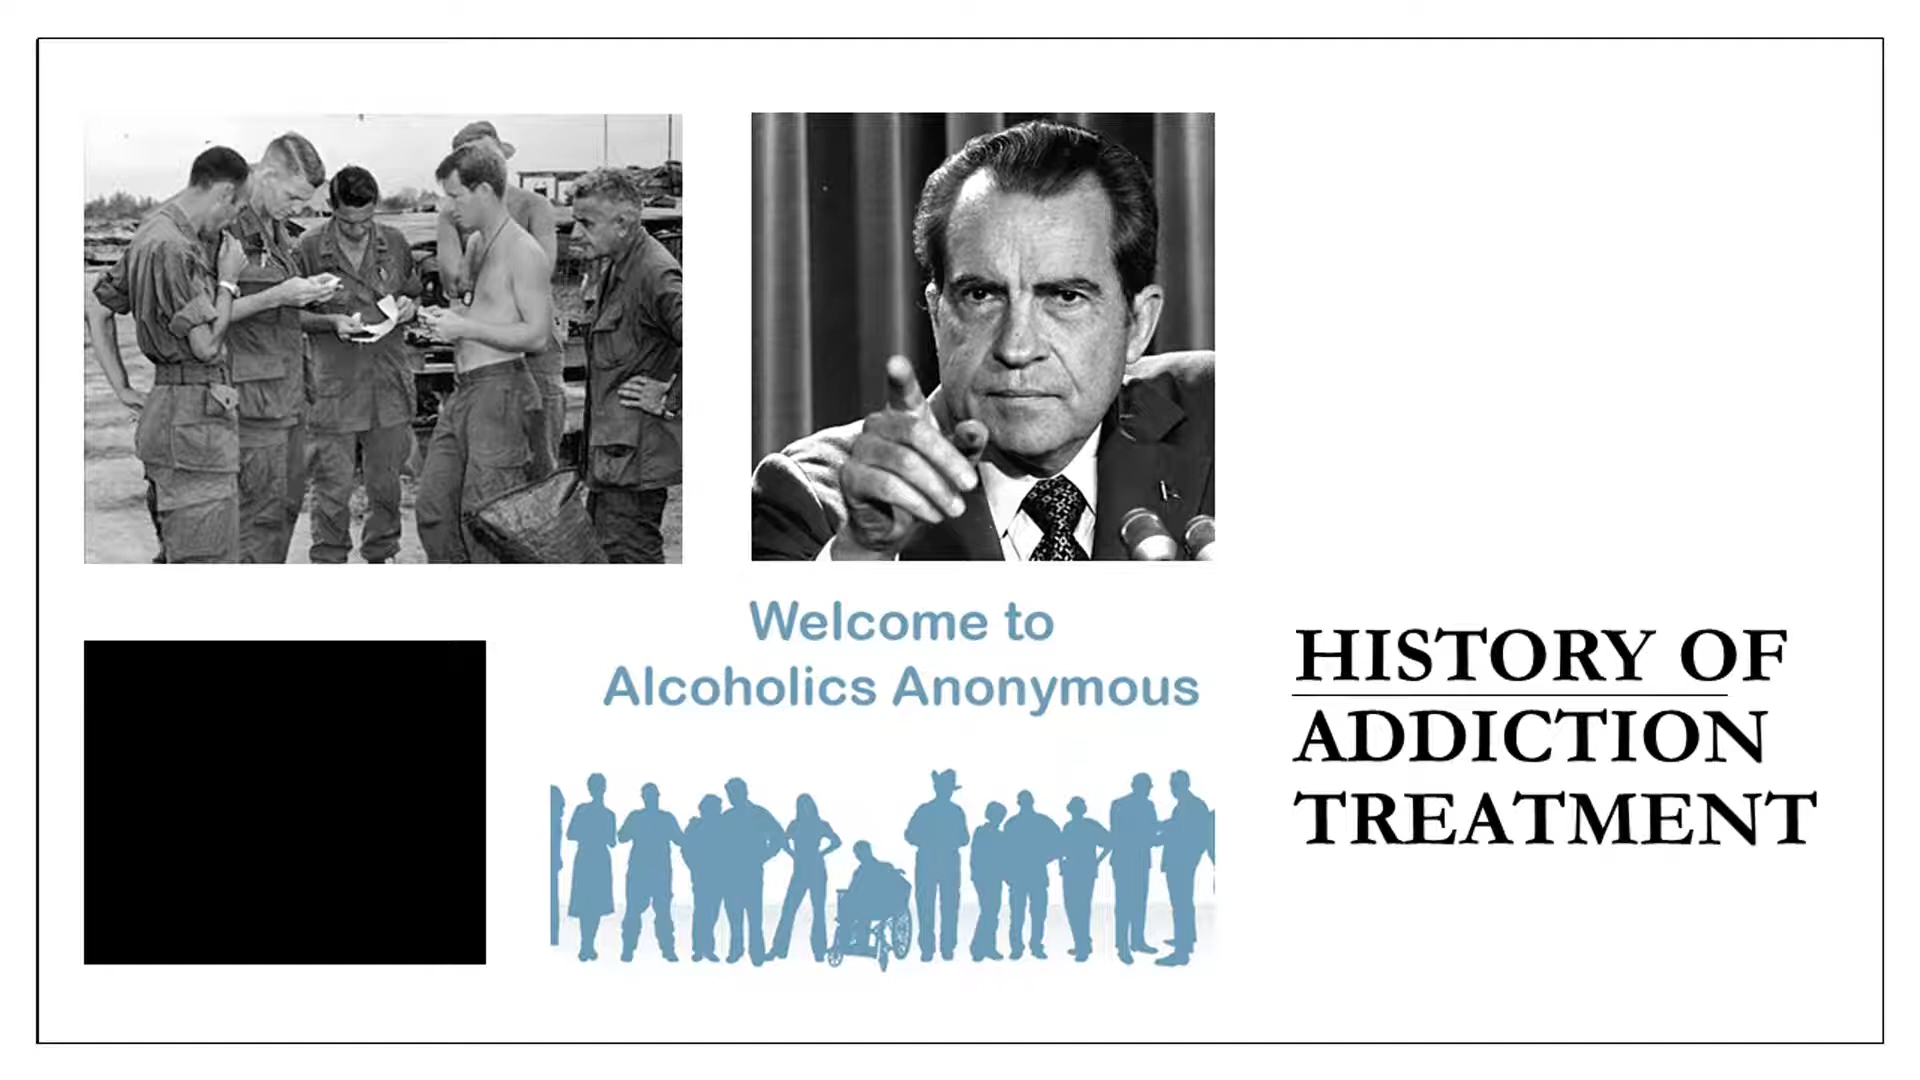 Welcome to
Alcoholics Anonymous
HISTORY OF
ADDICTION
TREATMENT